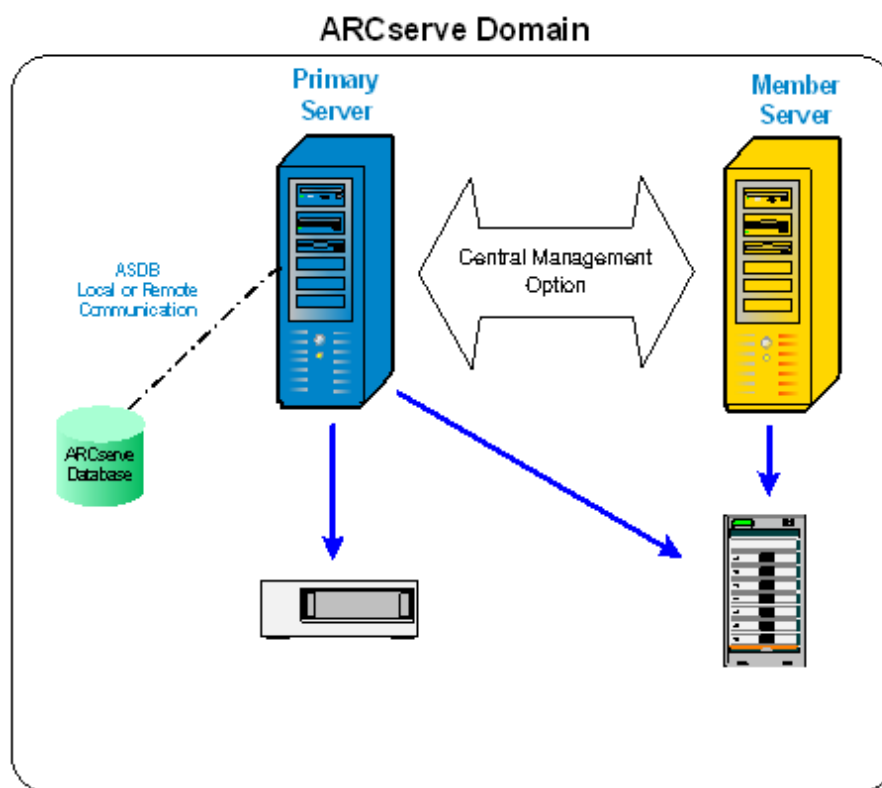 ARCserve Domain
Primary
Server
Member
Server
Central Management
Option
ASDB
Local or Remote
Communication
ARCserve
Database